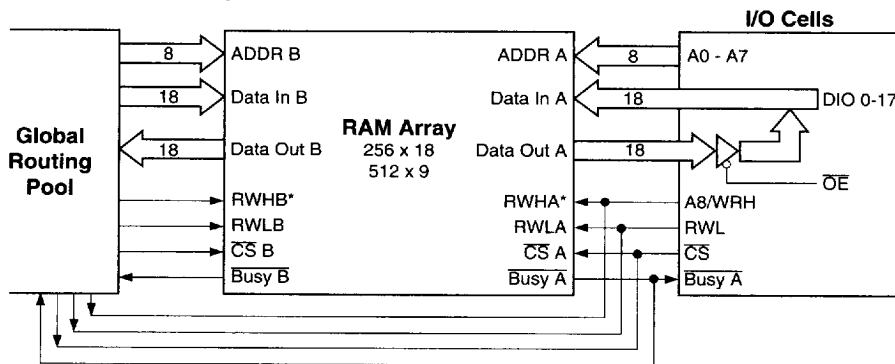 I/O Cells
8 ADDR B ADDR A 8 A0 - A7
18 Data In B Data In A 18 DIO 0-17
Global Routing Pool
RAM Array
256 x 18
512 x 9
18 Data Out B Data Out A 18
OE
RWHB* RWHA* A8/WRH
RWLB RWLA RWL
CS B CS A CS
Busy B Busy A Busy A